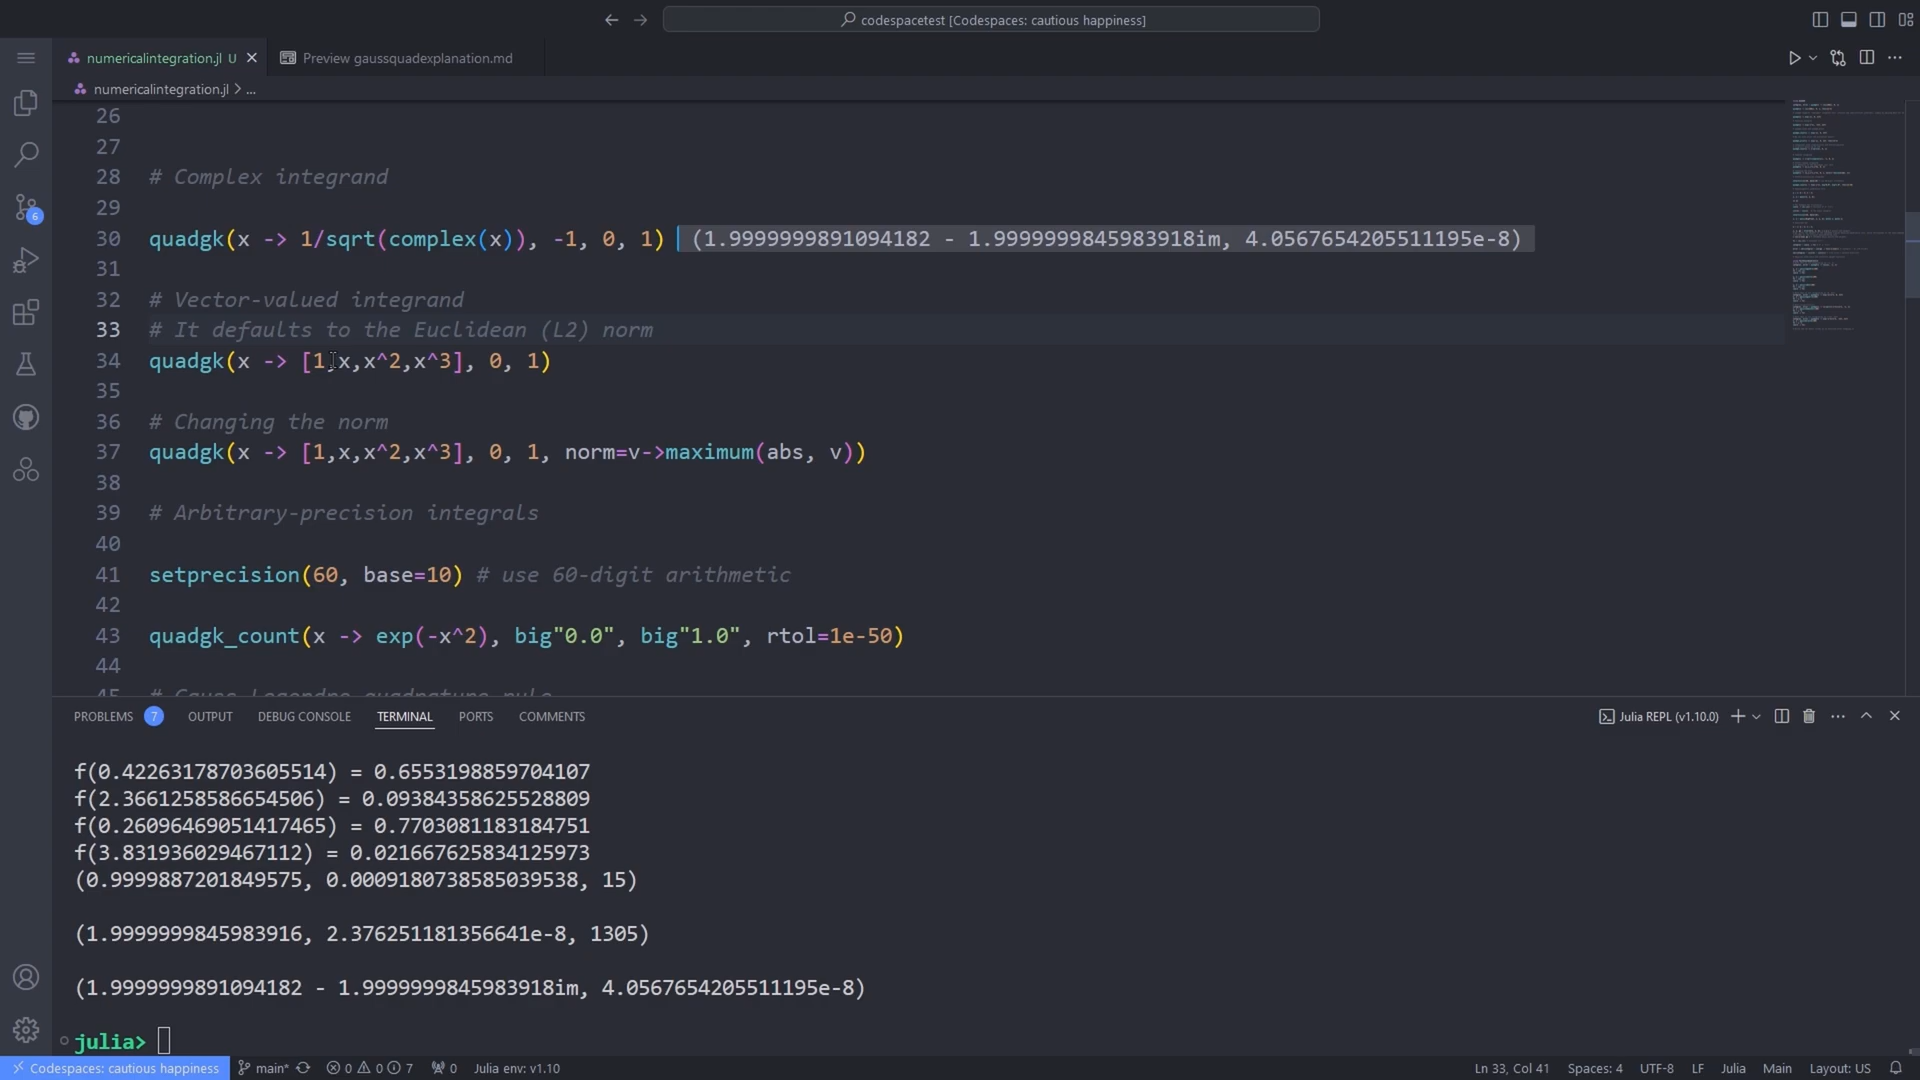 codespacetest [Codespaces: cautious happiness]
numericalintegration.jl U
Preview gaussquadexplanation.md
numericalintegration.jl > ...
26
27
28 # Complex integrand
29
30 quadgk(x -> 1/sqrt(complex(x)), -1, 0, 1) (1.9999999891094182 - 1.9999999845983918im, 4.0567654205511195e-8)
31
32 # Vector-valued integrand
33 # It defaults to the Euclidean (L2) norm
34 quadgk(x -> [1,x,x^2,x^3], 0, 1)
35
36 # Changing the norm
37 quadgk(x -> [1,x,x^2,x^3], 0, 1, norm=v->maximum(abs, v))
38
39 # Arbitrary-precision integrals
40
41 setprecision(60, base=10) # use 60-digit arithmetic
42
43 quadgk_count(x -> exp(-x^2), big"0.0", big"1.0", rtol=1e-50)
44
45 # Gauss-Legendre quadrature rule
6
PROBLEMS 7 OUTPUT DEBUG CONSOLE TERMINAL PORTS COMMENTS
Julia REPL (v1.10.0)
f(0.42263178703605514) = 0.6553198859704107
f(2.3661258586654506) = 0.09384358625528809
f(0.26096469051417465) = 0.7703081183184751
f(3.831936029467112) = 0.021667625834125973
(0.9999887201849575, 0.0009180738585039538, 15)
(1.9999999845983916, 2.376251181356641e-8, 1305)
(1.9999999891094182 - 1.9999999845983918im, 4.0567654205511195e-8)
julia>
Codespaces: cautious happiness main* 0 0 7 0 Julia env: v1.10
Ln 33, Col 41 Spaces: 4 UTF-8 LF Julia Main Layout: US